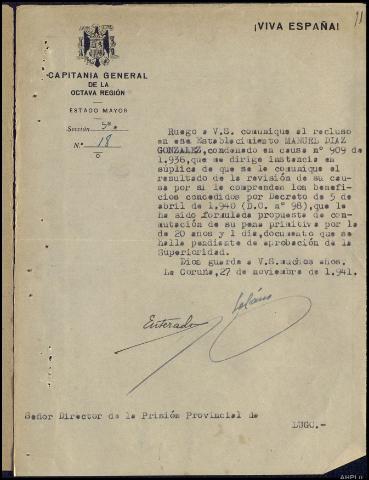 ¡VIVA ESPAÑA!
CAPITANIA GENERAL
DE LA
OCTAVA REGIÓN
ESTADO MAYOR
Sección 5ª
N.º 18
Ruego a V.S. comunique al recluso
en ese Establecimiento MANUEL DIAZ
GONZALEZ, condenado en causa nº 909 de
1.936, que me dirige instancia en
súplica de que se le comunique el
resultado de la revisión de su cau-
sa por si le comprenden los benefi-
cios concedidos por Decreto de 5 de
abril de 1.940 (D.O. nº 98), que le
ha sido formulada propuesta de con-
mutación de su pena primitiva por la
de 20 años y 1 día, documento que se
halla pendiente de aprobación de la
Superioridad.
Dios guarde a V.S. muchos años.
La Coruña, 27 de noviembre de 1.941.
Enterado
Señor Director de la Prisión Provincial de
LUGO.-
AHPLu